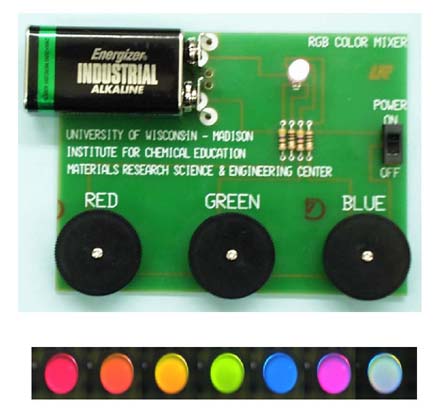 Energizer
INDUSTRIAL
ALKALINE
RGB COLOR MIXER
POWER
ON
OFF
UNIVERSITY OF WISCONSIN - MADISON
INSTITUTE FOR CHEMICAL EDUCATION
MATERIALS RESEARCH SCIENCE & ENGINEERING CENTER
RED
GREEN
BLUE